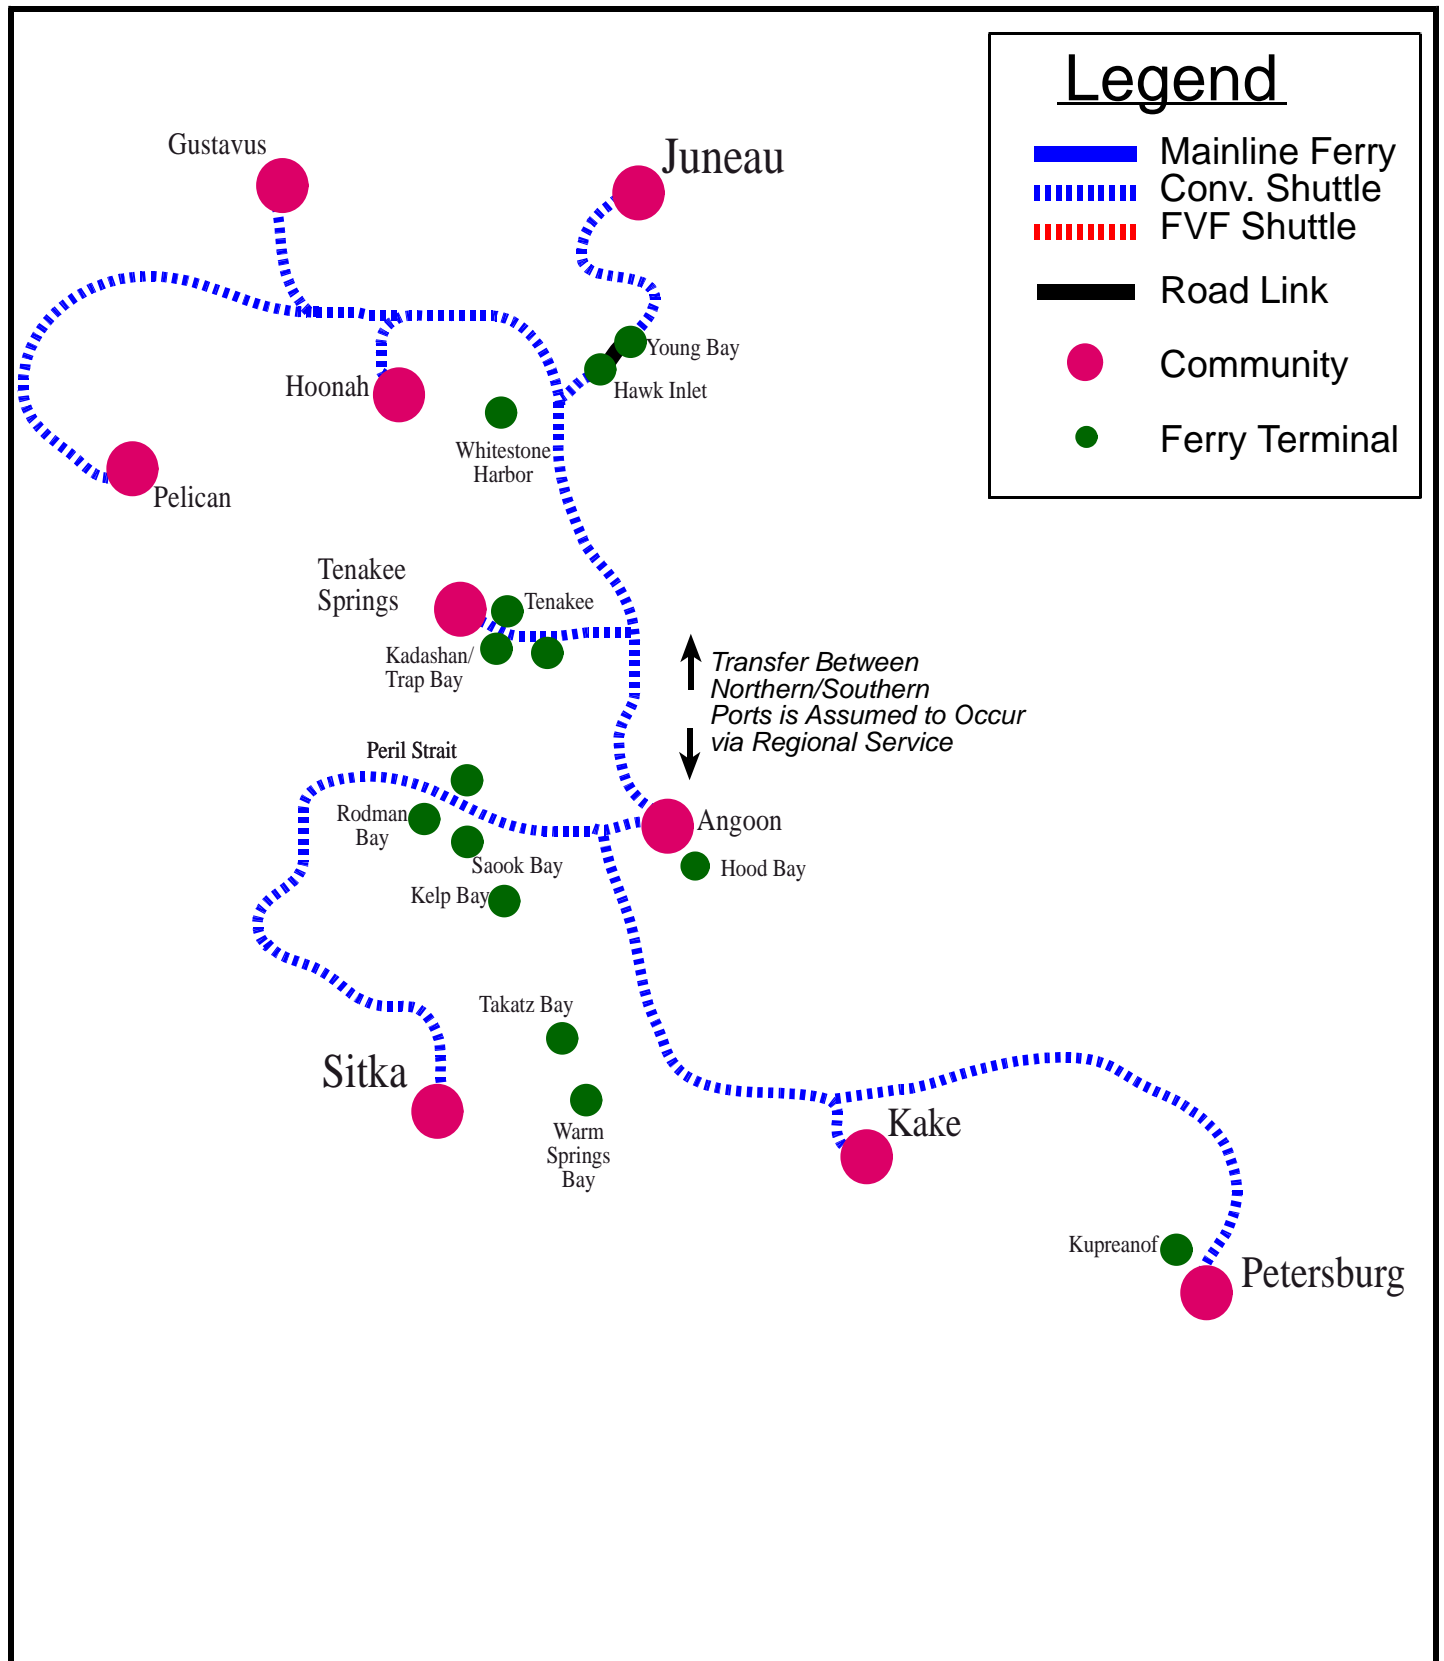 Legend
Mainline Ferry
Conv. Shuttle
FVF Shuttle
Road Link
Community
Ferry Terminal
Gustavus
Juneau
Young Bay
Hawk Inlet
Hoonah
Whitestone
Harbor
Pelican
Tenakee
Springs
Tenakee
Kadashan/
Trap Bay
Transfer Between
Northern/Southern
Ports is Assumed to Occur
via Regional Service
Peril Strait
Rodman
Bay
Saook Bay
Kelp Bay
Angoon
Hood Bay
Takatz Bay
Sitka
Warm
Springs
Bay
Kake
Kupreanof
Petersburg